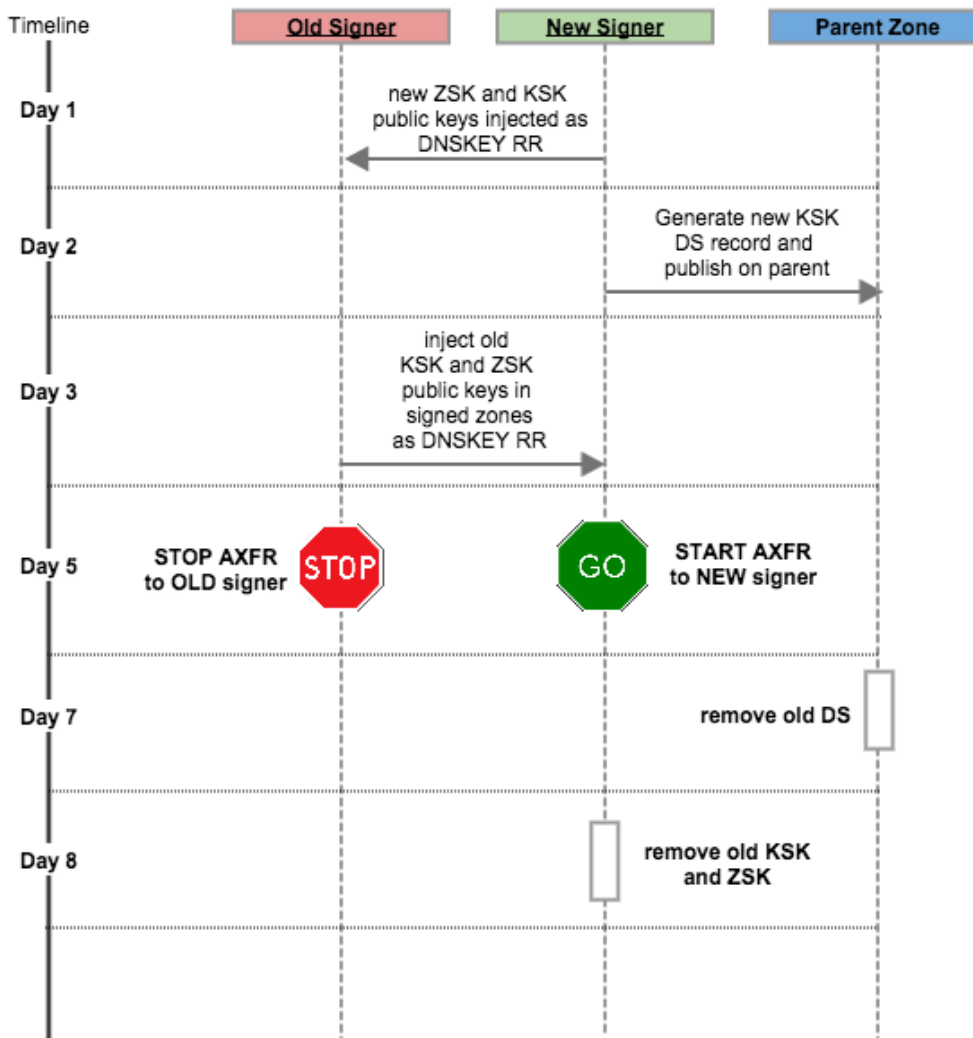 Timeline
Old Signer
New Signer
Parent Zone
Day 1
new ZSK and KSK
public keys injected as
DNSKEY RR
Day 2
Generate new KSK
DS record and
publish on parent
Day 3
inject old
KSK and ZSK
public keys in
signed zones
as DNSKEY RR
Day 5
STOP AXFR
to OLD signer
STOP
GO
START AXFR
to NEW signer
Day 7
remove old DS
Day 8
remove old KSK
and ZSK